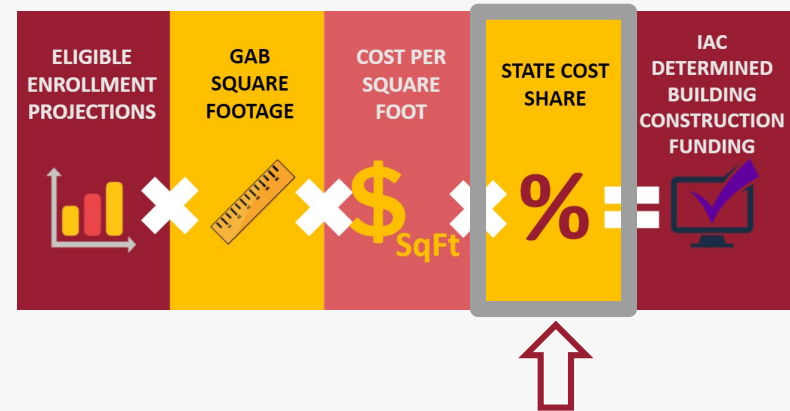 ELIGIBLE
ENROLLMENT
PROJECTIONS
GAB
SQUARE
FOOTAGE
COST PER
SQUARE
FOOT
STATE COST
SHARE
IAC
DETERMINED
BUILDING
CONSTRUCTION
FUNDING
$
SqFt
%
=